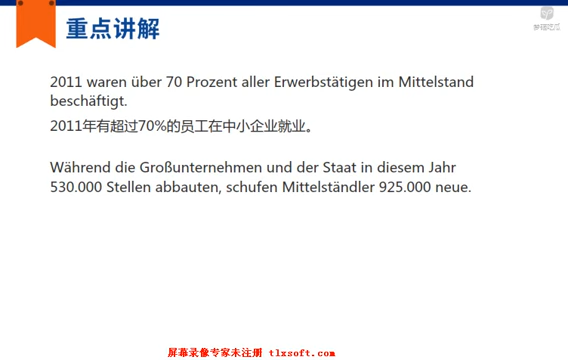 重点讲解
2011 waren über 70 Prozent aller Erwerbstätigen im Mittelstand
beschäftigt.
2011年有超过70%的员工在中小企业就业。
Während die Großunternehmen und der Staat in diesem Jahr
530.000 Stellen abbauten, schufen Mittelständler 925.000 neue.
屏幕录像专家未注册 tlxsoft.com